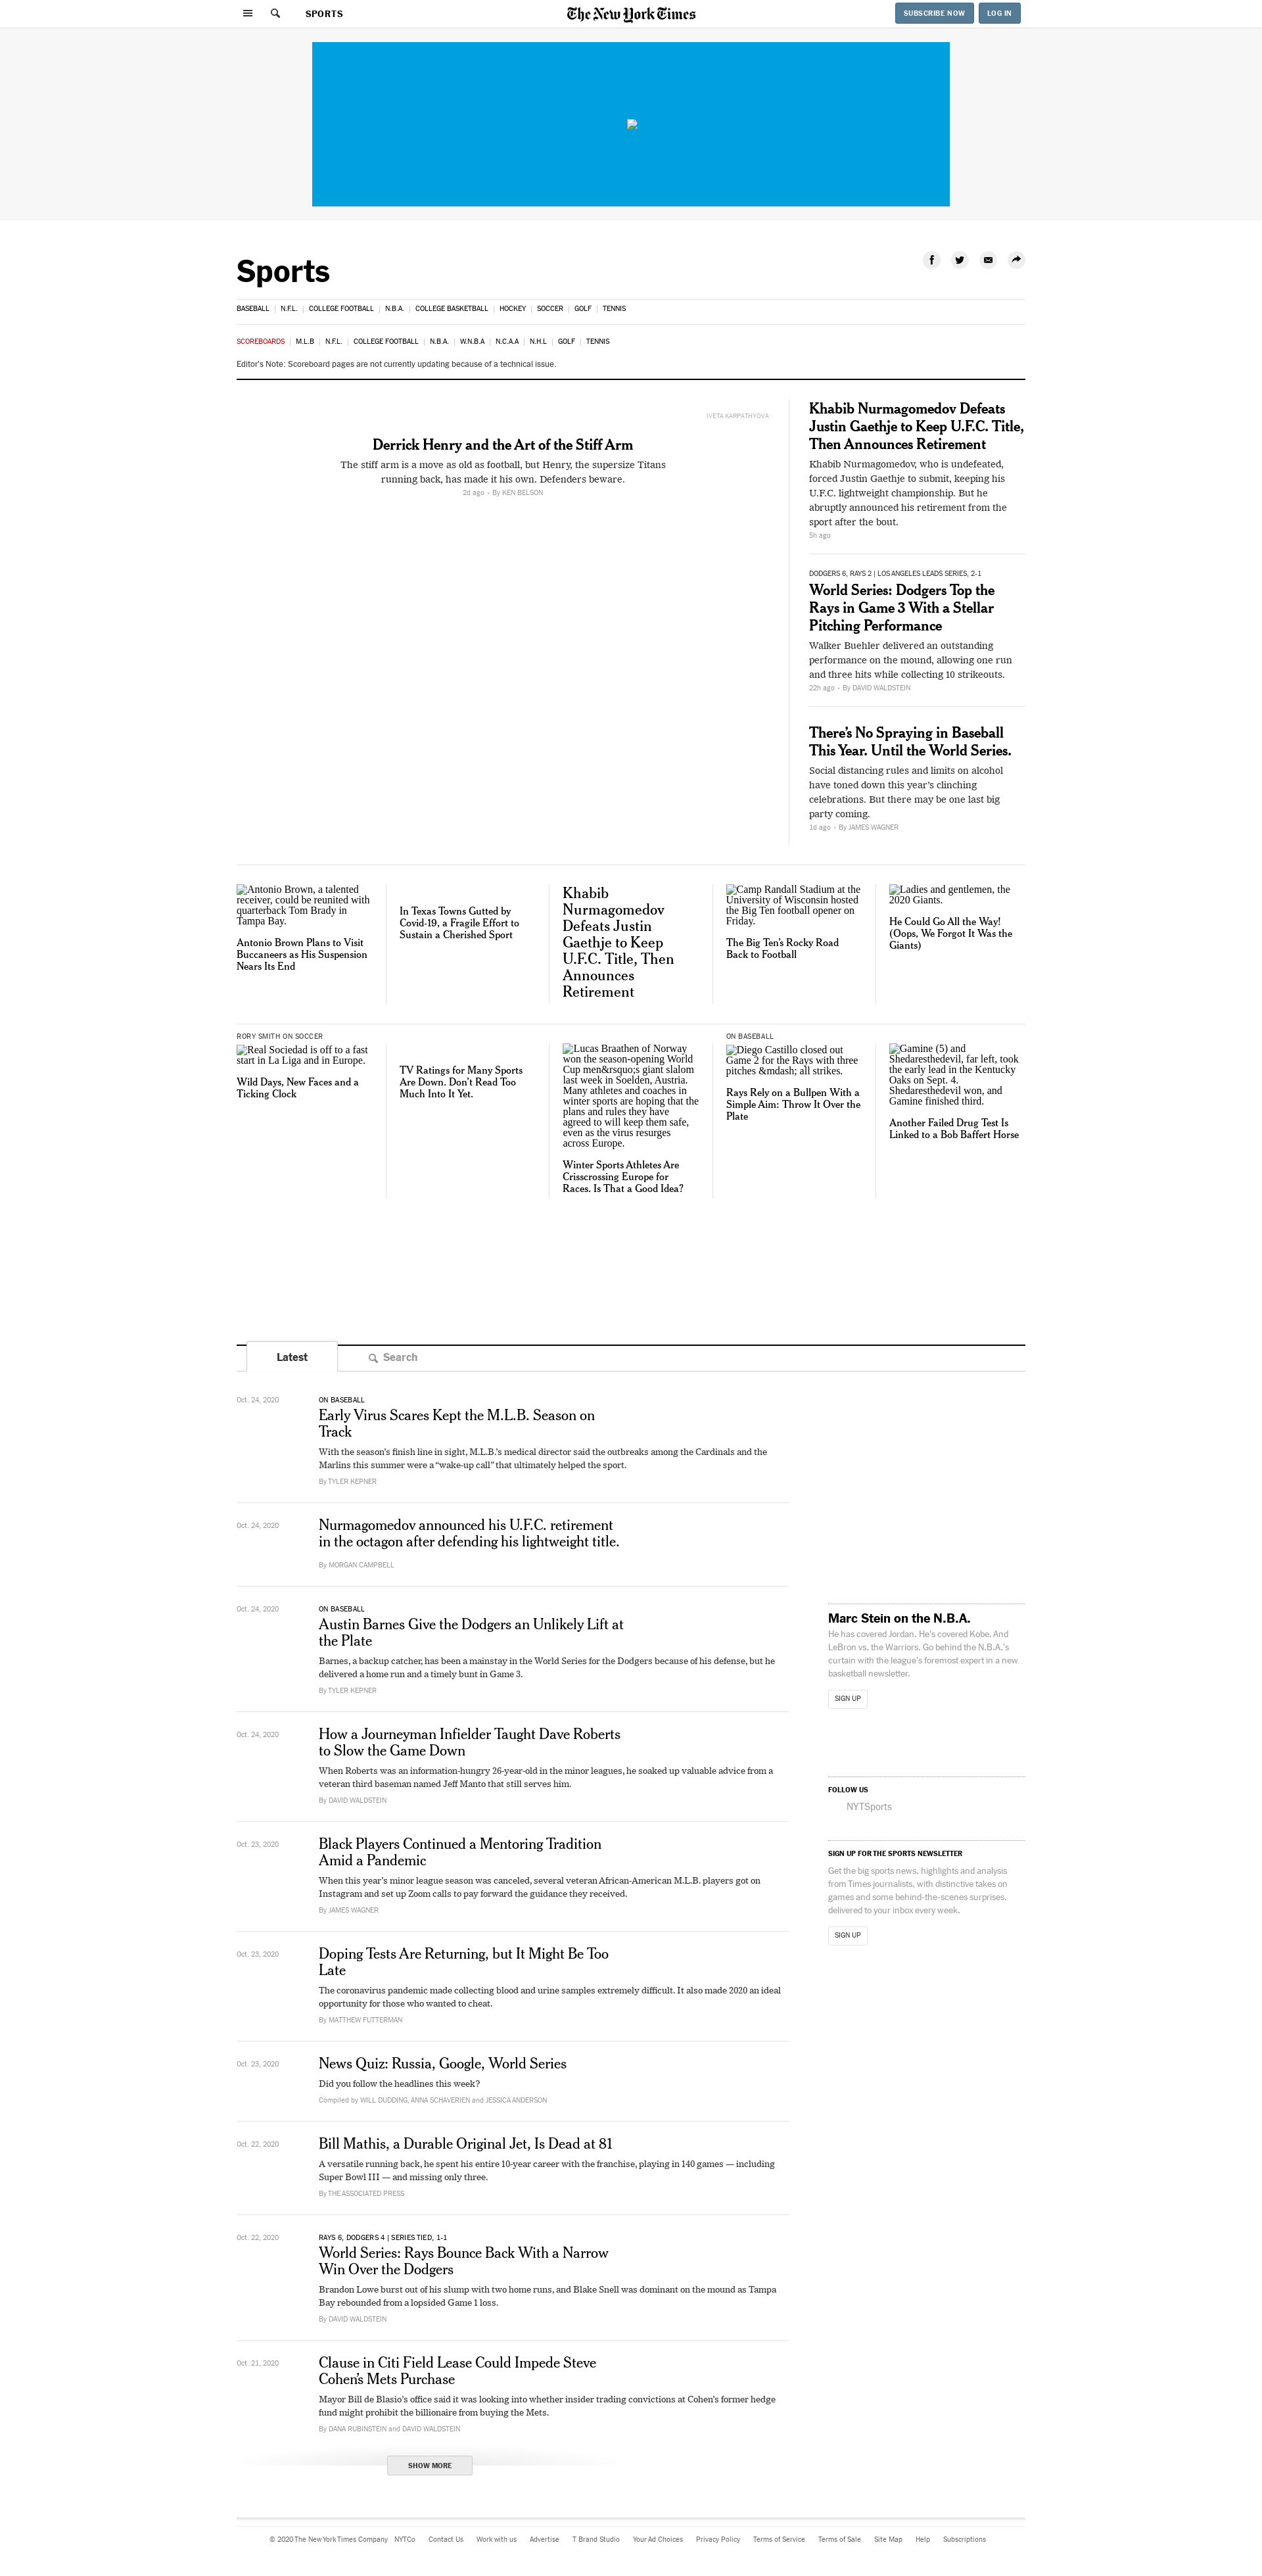 SPORTS
The New York Times
SUBSCRIBE NOW
LOG IN
Sports
BASEBALL | N.F.L. | COLLEGE FOOTBALL | N.B.A. | COLLEGE BASKETBALL | HOCKEY | SOCCER | GOLF | TENNIS
SCOREBOARDS | M.L.B | N.F.L. | COLLEGE FOOTBALL | N.B.A. | W.N.B.A | N.C.A.A | N.H.L | GOLF | TENNIS
Editor's Note: Scoreboard pages are not currently updating because of a technical issue.
IVETA KARPATHYOVA
Derrick Henry and the Art of the Stiff Arm
The stiff arm is a move as old as football, but Henry, the supersize Titans
running back, has made it his own. Defenders beware.
2d ago • By KEN BELSON
Khabib Nurmagomedov Defeats
Justin Gaethje to Keep U.F.C. Title,
Then Announces Retirement
Khabib Nurmagomedov, who is undefeated,
forced Justin Gaethje to submit, keeping his
U.F.C. lightweight championship. But he
abruptly announced his retirement from the
sport after the bout.
5h ago
DODGERS 6, RAYS 2 | LOS ANGELES LEADS SERIES, 2-1
World Series: Dodgers Top the
Rays in Game 3 With a Stellar
Pitching Performance
Walker Buehler delivered an outstanding
performance on the mound, allowing one run
and three hits while collecting 10 strikeouts.
22h ago • By DAVID WALDSTEIN
There's No Spraying in Baseball
This Year. Until the World Series.
Social distancing rules and limits on alcohol
have toned down this year's clinching
celebrations. But there may be one last big
party coming.
1d ago • By JAMES WAGNER
Antonio Brown, a talented
receiver, could be reunited with
quarterback Tom Brady in
Tampa Bay.
Antonio Brown Plans to Visit
Buccaneers as His Suspension
Nears Its End
In Texas Towns Gutted by
Covid-19, a Fragile Effort to
Sustain a Cherished Sport
Khabib
Nurmagomedov
Defeats Justin
Gaethje to Keep
U.F.C. Title, Then
Announces
Retirement
Camp Randall Stadium at the
University of Wisconsin hosted
the Big Ten football opener on
Friday.
The Big Ten's Rocky Road
Back to Football
Ladies and gentlemen, the
2020 Giants.
He Could Go All the Way!
(Oops, We Forgot It Was the
Giants)
RORY SMITH ON SOCCER
Real Sociedad is off to a fast
start in La Liga and in Europe.
Wild Days, New Faces and a
Ticking Clock
TV Ratings for Many Sports
Are Down. Don't Read Too
Much Into It Yet.
Lucas Braathen of Norway
won the season-opening World
Cup men&rsquo;s giant slalom
last week in Soelden, Austria.
Many athletes and coaches in
winter sports are hoping that the
plans and rules they have
agreed to will keep them safe,
even as the virus resurges
across Europe.
Winter Sports Athletes Are
Crisscrossing Europe for
Races. Is That a Good Idea?
ON BASEBALL
Diego Castillo closed out
Game 2 for the Rays with three
pitches &mdash; all strikes.
Rays Rely on a Bullpen With a
Simple Aim: Throw It Over the
Plate
Gamine (5) and
Shedaresthedevil, far left, took
the early lead in the Kentucky
Oaks on Sept. 4.
Shedaresthedevil won, and
Gamine finished third.
Another Failed Drug Test Is
Linked to a Bob Baffert Horse
Latest
Search
Oct. 24, 2020
ON BASEBALL
Early Virus Scares Kept the M.L.B. Season on
Track
With the season's finish line in sight, M.L.B.'s medical director said the outbreaks among the Cardinals and the
Marlins this summer were a "wake-up call" that ultimately helped the sport.
By TYLER KEPNER
Oct. 24, 2020
Nurmagomedov announced his U.F.C. retirement
in the octagon after defending his lightweight title.
By MORGAN CAMPBELL
Oct. 24, 2020
ON BASEBALL
Austin Barnes Give the Dodgers an Unlikely Lift at
the Plate
Barnes, a backup catcher, has been a mainstay in the World Series for the Dodgers because of his defense, but he
delivered a home run and a timely bunt in Game 3.
By TYLER KEPNER
Oct. 24, 2020
How a Journeyman Infielder Taught Dave Roberts
to Slow the Game Down
When Roberts was an information-hungry 26-year-old in the minor leagues, he soaked up valuable advice from a
veteran third baseman named Jeff Manto that still serves him.
By DAVID WALDSTEIN
Oct. 23, 2020
Black Players Continued a Mentoring Tradition
Amid a Pandemic
When this year's minor league season was canceled, several veteran African-American M.L.B. players got on
Instagram and set up Zoom calls to pay forward the guidance they received.
By JAMES WAGNER
Oct. 23, 2020
Doping Tests Are Returning, but It Might Be Too
Late
The coronavirus pandemic made collecting blood and urine samples extremely difficult. It also made 2020 an ideal
opportunity for those who wanted to cheat.
By MATTHEW FUTTERMAN
Oct. 23, 2020
News Quiz: Russia, Google, World Series
Did you follow the headlines this week?
Compiled by WILL DUDDING, ANNA SCHAVERIEN and JESSICA ANDERSON
Oct. 22, 2020
Bill Mathis, a Durable Original Jet, Is Dead at 81
A versatile running back, he spent his entire 10-year career with the franchise, playing in 140 games — including
Super Bowl III — and missing only three.
By THE ASSOCIATED PRESS
Oct. 22, 2020
RAYS 6, DODGERS 4 | SERIES TIED, 1-1
World Series: Rays Bounce Back With a Narrow
Win Over the Dodgers
Brandon Lowe burst out of his slump with two home runs, and Blake Snell was dominant on the mound as Tampa
Bay rebounded from a lopsided Game 1 loss.
By DAVID WALDSTEIN
Oct. 21, 2020
Clause in Citi Field Lease Could Impede Steve
Cohen's Mets Purchase
Mayor Bill de Blasio's office said it was looking into whether insider trading convictions at Cohen's former hedge
fund might prohibit the billionaire from buying the Mets.
By DANA RUBINSTEIN and DAVID WALDSTEIN
SHOW MORE
Marc Stein on the N.B.A.
He has covered Jordan. He's covered Kobe. And
LeBron vs. the Warriors. Go behind the N.B.A.'s
curtain with the league's foremost expert in a new
basketball newsletter.
SIGN UP
FOLLOW US
NYTSports
SIGN UP FOR THE SPORTS NEWSLETTER
Get the big sports news, highlights and analysis
from Times journalists, with distinctive takes on
games and some behind-the-scenes surprises,
delivered to your inbox every week.
SIGN UP
© 2020 The New York Times Company NYTCo Contact Us Work with us Advertise T Brand Studio Your Ad Choices Privacy Policy Terms of Service Terms of Sale Site Map Help Subscriptions